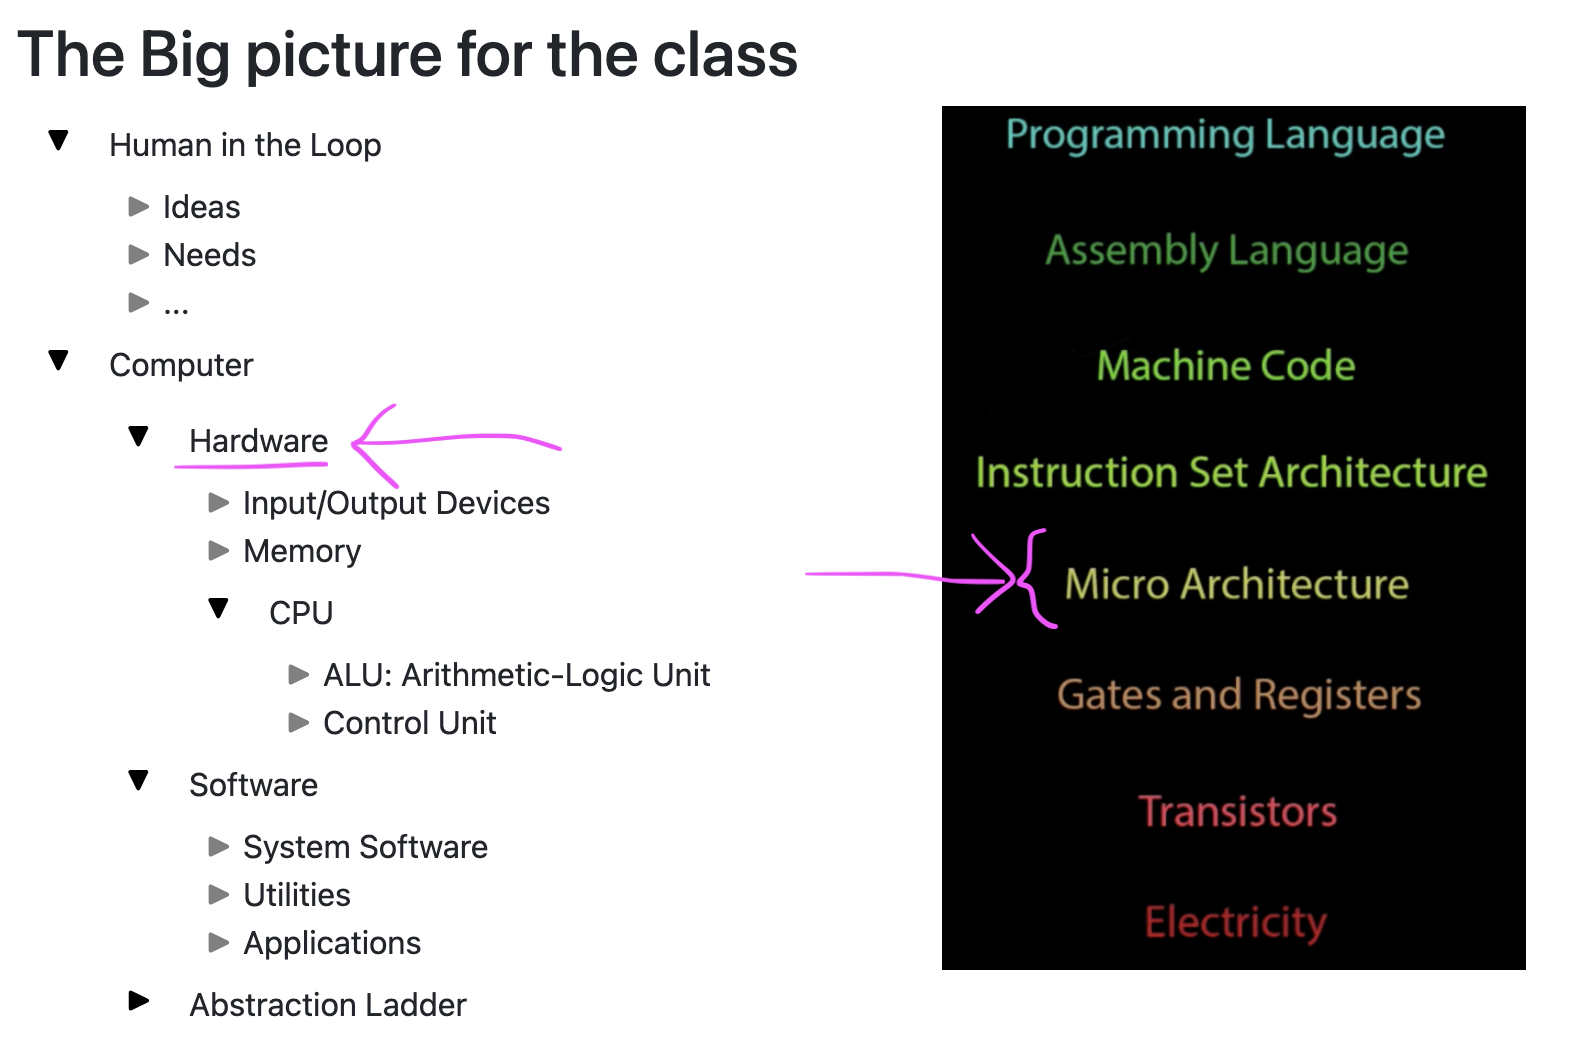 The Big picture for the class
Human in the Loop
Ideas
Needs
...
Computer
Hardware
Input/Output Devices
Memory
CPU
ALU: Arithmetic-Logic Unit
Control Unit
Software
System Software
Utilities
Applications
Abstraction Ladder
Programming Language
Assembly Language
Machine Code
Instruction Set Architecture
Micro Architecture
Gates and Registers
Transistors
Electricity